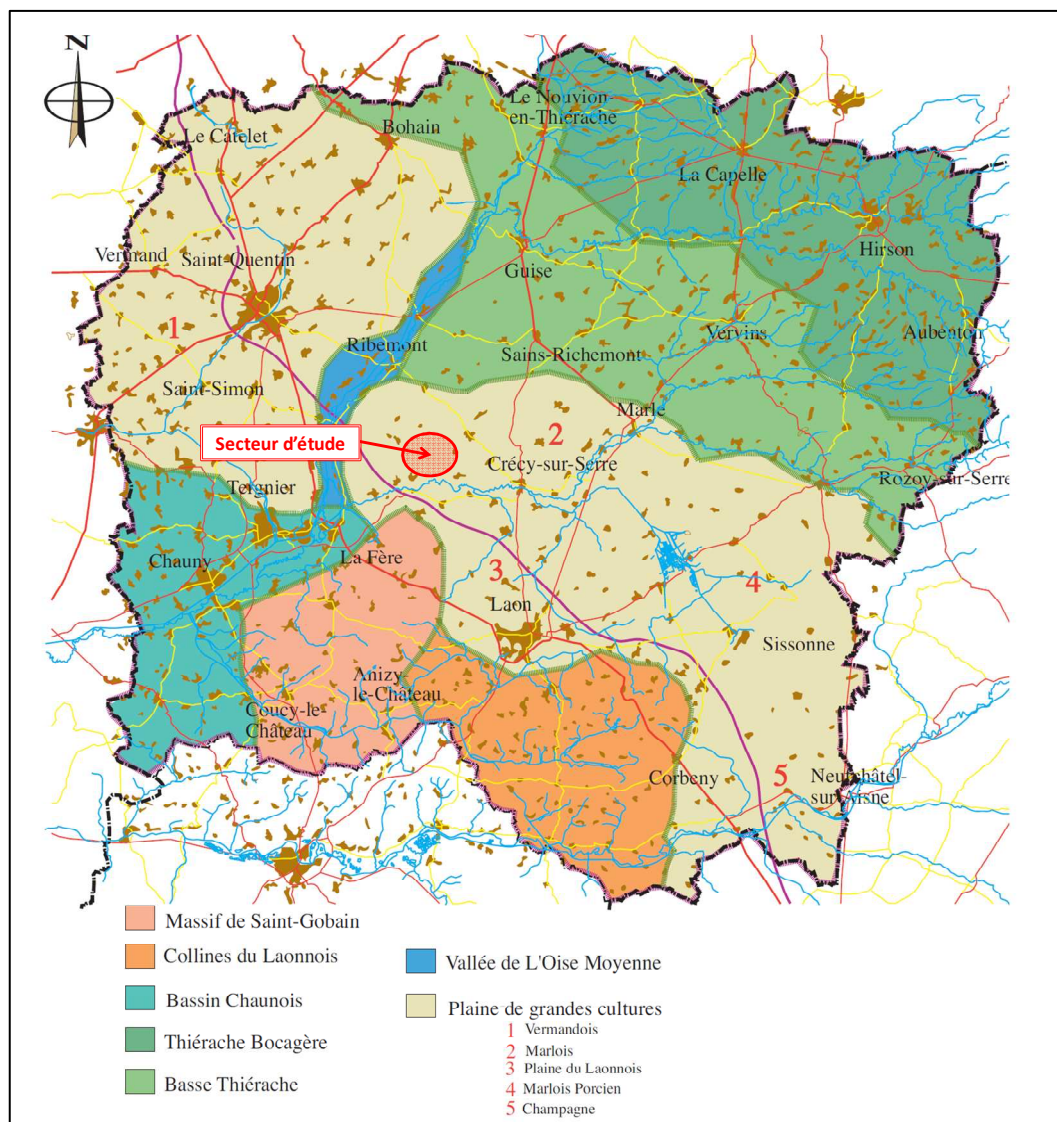 N
Le Nouvion-
en-Thiérache
Bohain
Le Catelet
La Capelle
Hirson
Vermand
Saint-Quentin
Guise
1
Ribemont
Vervins
Aubenton
Sains-Richemont
Saint-Simon
Marle
2
Secteur d'étude
Crécy-sur-Serre
Rozoy-sur-Serre
Tergnier
La Fère
Chauny
3
4
Laon
Sissonne
Anizy
le-Château
Coucy-le-
Château
Corbeny
5
Neufchâtel-
sur-Aisne
Massif de Saint-Gobain
Collines du Laonnois
Bassin Chaunois
Thiérache Bocagère
Basse Thiérache
Vallée de L'Oise Moyenne
Plaine de grandes cultures
1 Vermandois
2 Marlois
3 Plaine du Laonnois
4 Marlois Porcien
5 Champagne